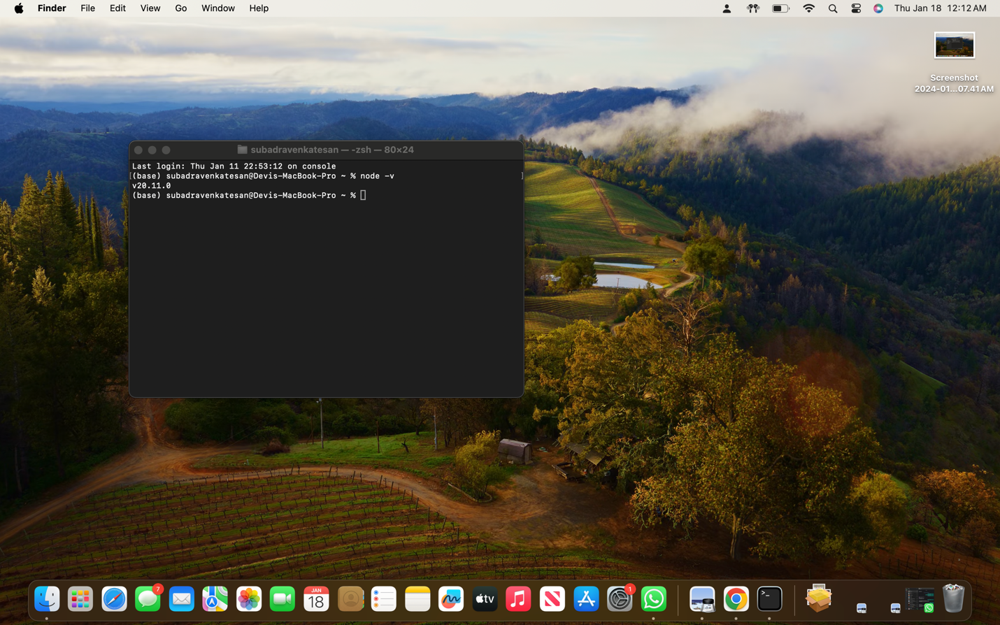 Finder File Edit View Go Window Help Thu Jan 18 12:12 AM
Screenshot
2024-01...07.41 AM
subadravenkatesan — -zsh — 80×24
Last login: Thu Jan 11 22:53:12 on console
[(base) subadravenkatesan@Devis-MacBook-Pro ~ % node -v ]
v20.11.0
(base) subadravenkatesan@Devis-MacBook-Pro ~ %
7
JAN
18
tv
1
>_